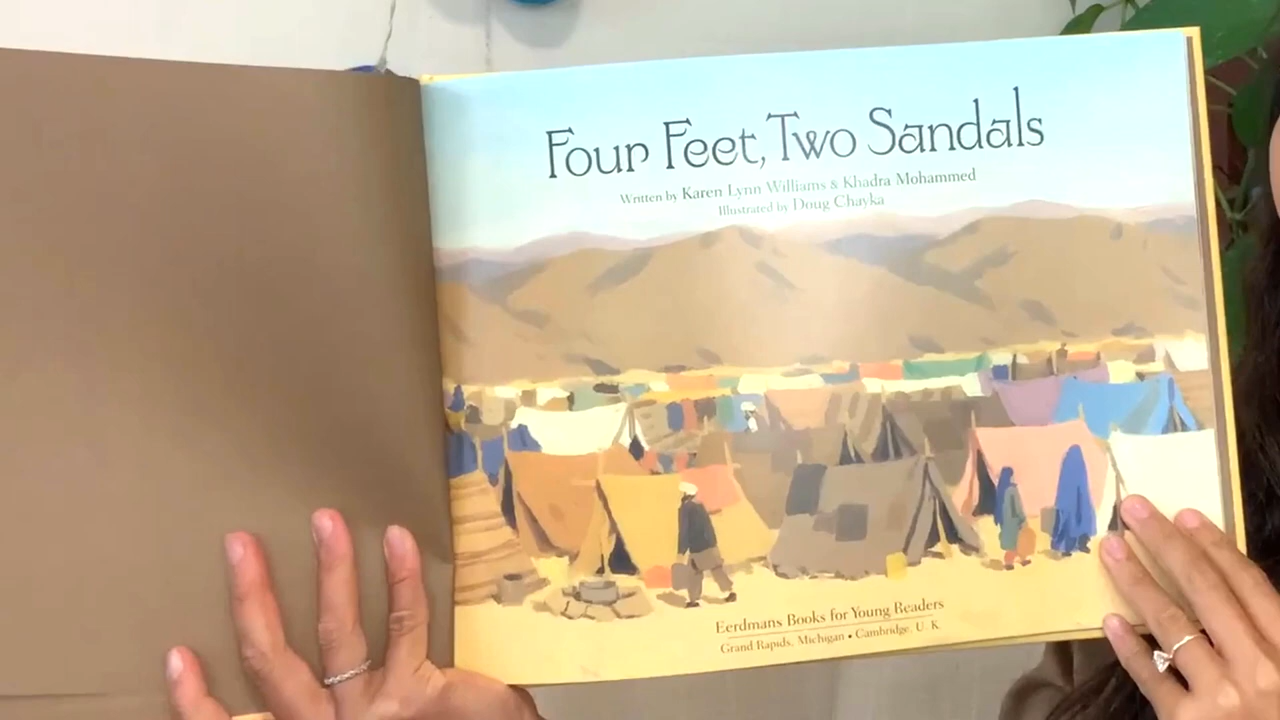 Four Feet, Two Sandals
Written by Karen Lynn Williams & Khadra Mohammed
Illustrated by Doug Chayka
Eerdmans Books for Young Readers
Grand Rapids, Michigan • Cambridge, U. K.